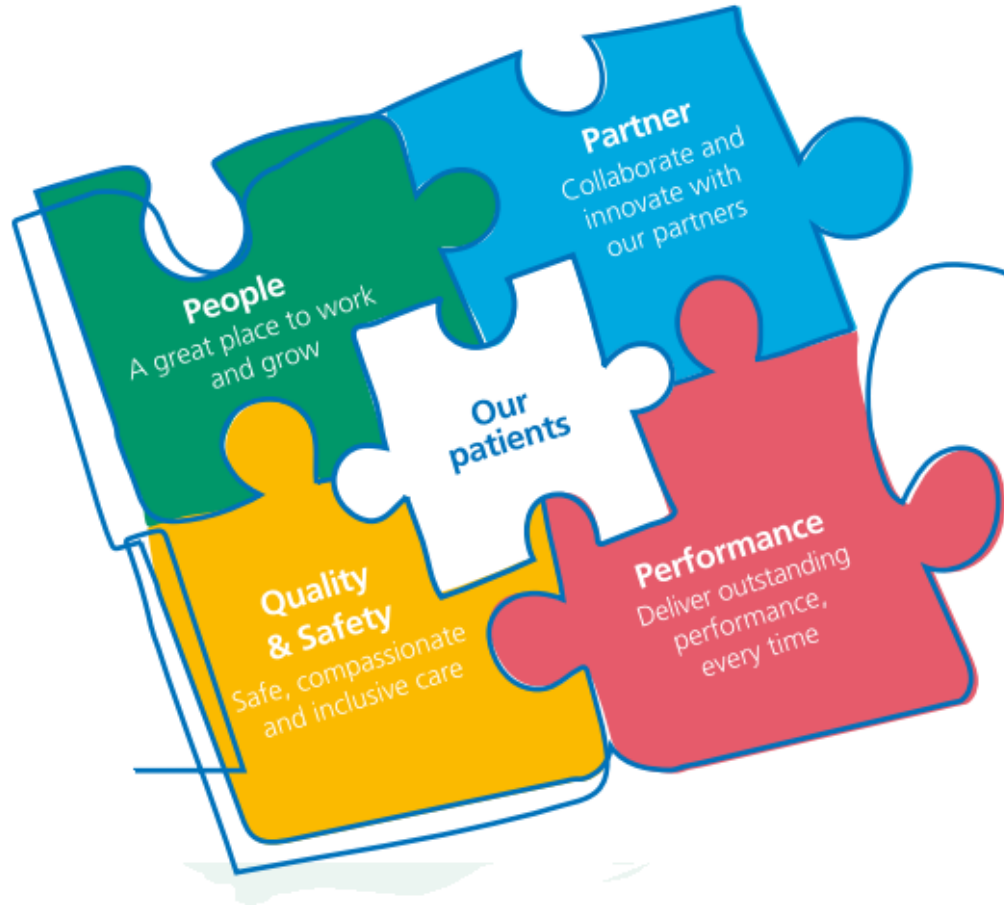 People
A great place to work
and grow
Partner
Collaborate and
innovate with
our partners
Our
patients
Quality
& Safety
Safe, compassionate
and inclusive care
Performance
Deliver outstanding
performance,
every time